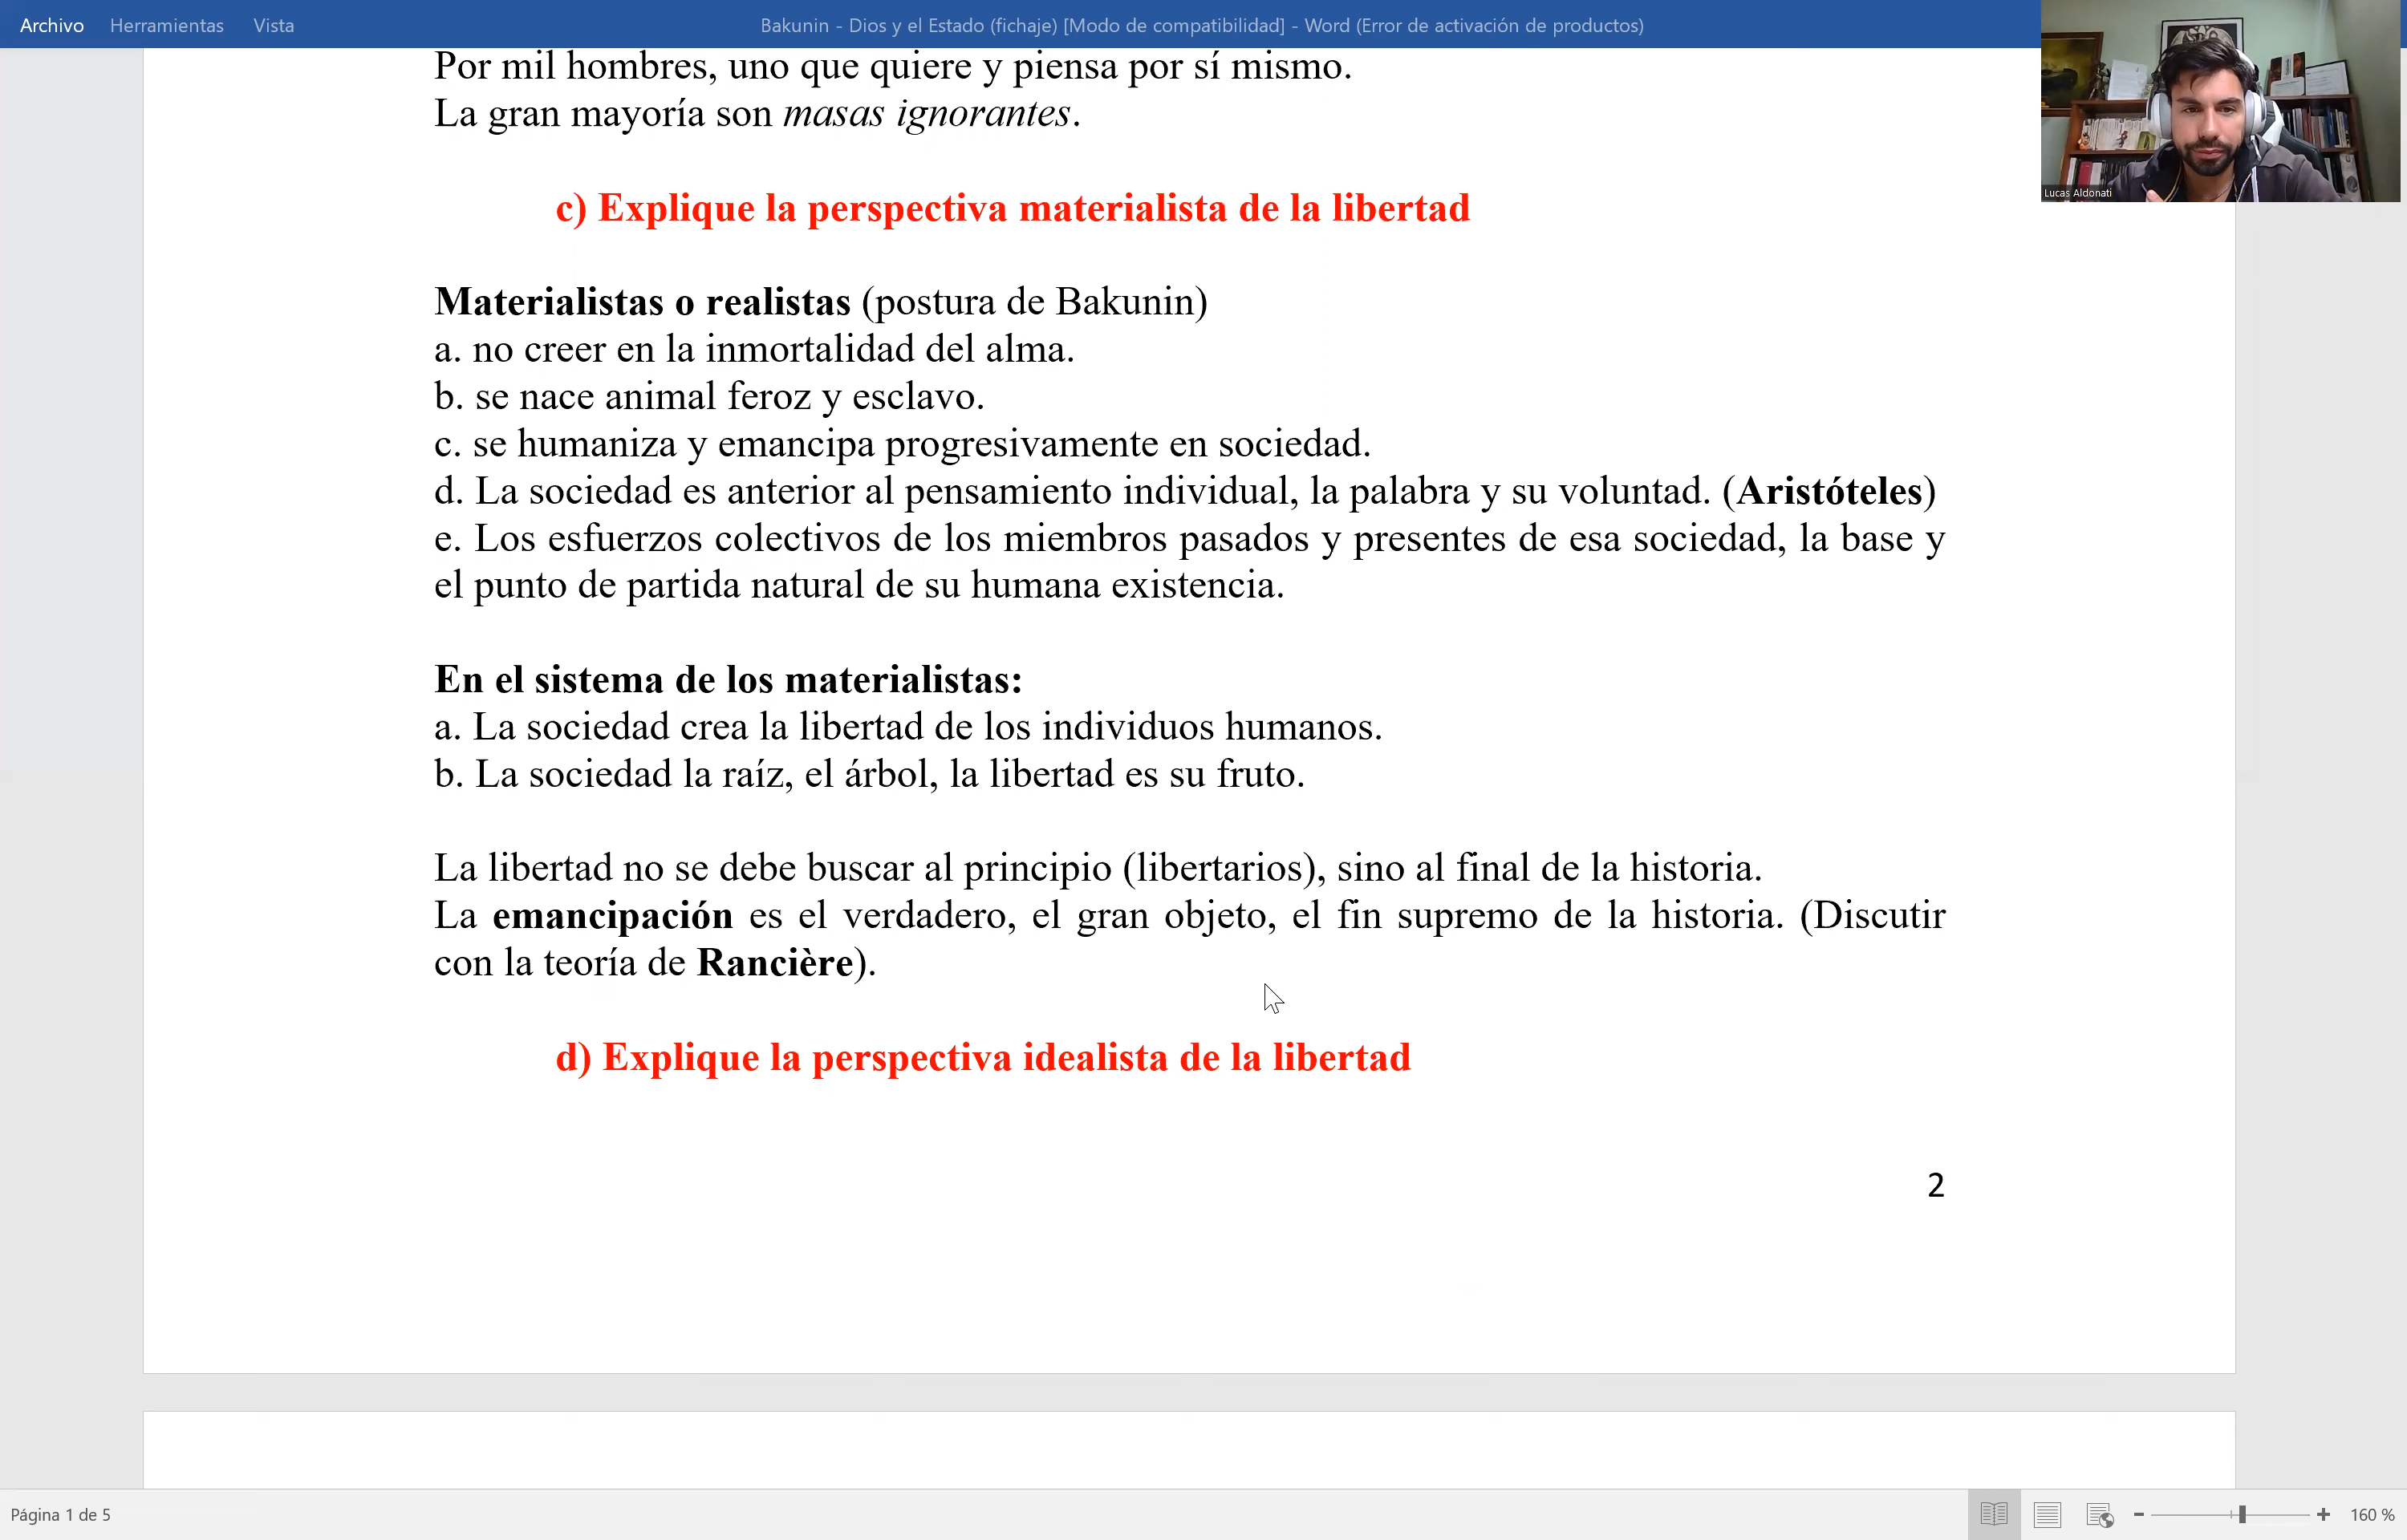 Archivo Herramientas Vista Bakunin - Dios y el Estado (fichaje) [Modo de compatibilidad] - Word (Error de activación de productos)
Lucas Aldonati
Por mil hombres, uno que quiere y piensa por sí mismo.
La gran mayoría son masas ignorantes.
c) Explique la perspectiva materialista de la libertad
Materialistas o realistas (postura de Bakunin)
a. no creer en la inmortalidad del alma.
b. se nace animal feroz y esclavo.
c. se humaniza y emancipa progresivamente en sociedad.
d. La sociedad es anterior al pensamiento individual, la palabra y su voluntad. (Aristóteles)
e. Los esfuerzos colectivos de los miembros pasados y presentes de esa sociedad, la base y
el punto de partida natural de su humana existencia.
En el sistema de los materialistas:
a. La sociedad crea la libertad de los individuos humanos.
b. La sociedad la raíz, el árbol, la libertad es su fruto.
La libertad no se debe buscar al principio (libertarios), sino al final de la historia.
La emancipación es el verdadero, el gran objeto, el fin supremo de la historia. (Discutir
con la teoría de Rancière).
d) Explique la perspectiva idealista de la libertad
2
Página 1 de 5 160 %